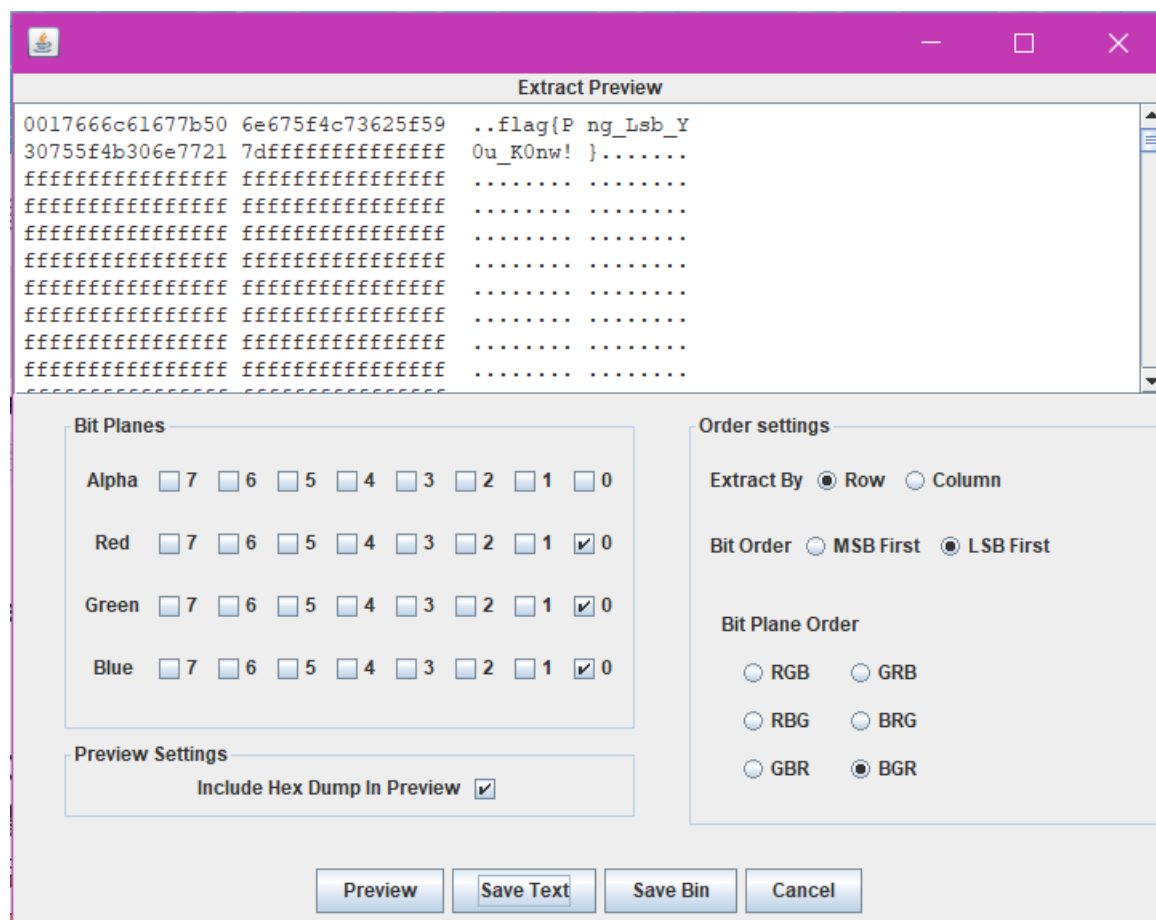 Extract Preview
0017666c61677b50 6e675f4c73625f59 ..flag{P ng_Lsb_Y
30755f4b306e7721 7dffffffffffffff 0u_K0nw! }.......
ffffffffffffffff ffffffffffffffff ........ ........
ffffffffffffffff ffffffffffffffff ........ ........
ffffffffffffffff ffffffffffffffff ........ ........
ffffffffffffffff ffffffffffffffff ........ ........
ffffffffffffffff ffffffffffffffff ........ ........
ffffffffffffffff ffffffffffffffff ........ ........
ffffffffffffffff ffffffffffffffff ........ ........
ffffffffffffffff ffffffffffffffff ........ ........
Bit Planes
Alpha 7 6 5 4 3 2 1 0
Red 7 6 5 4 3 2 1 0
Green 7 6 5 4 3 2 1 0
Blue 7 6 5 4 3 2 1 0
Preview Settings
Include Hex Dump In Preview
Order settings
Extract By Row Column
Bit Order MSB First LSB First
Bit Plane Order
RGB GRB
RBG BRG
GBR BGR
Preview Save Text Save Bin Cancel